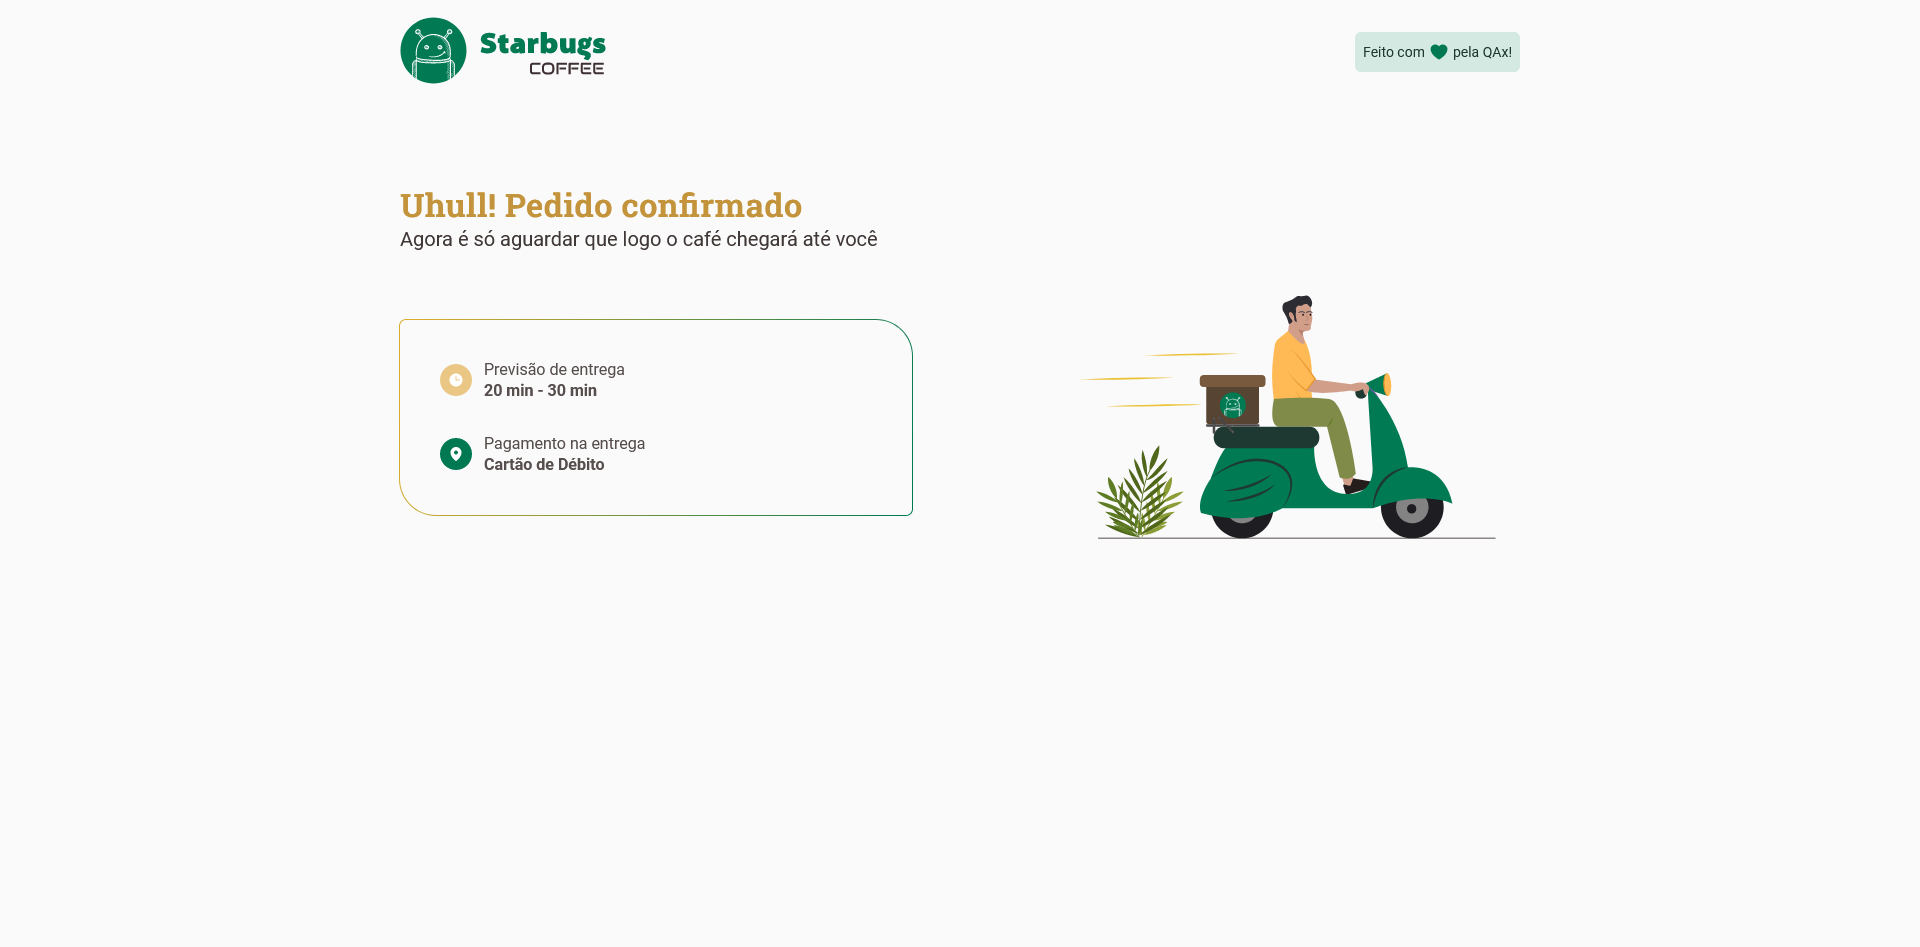 Starbugs
COFFEE
Feito com pela QAx!
Uhull! Pedido confirmado
Agora é só aguardar que logo o café chegará até você
Previsão de entrega
20 min - 30 min
Pagamento na entrega
Cartão de Débito